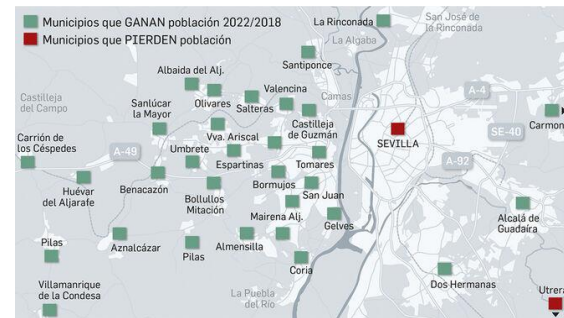 Municipios que GANAN población 2022/2018
Municipios que PIERDEN población
La Rinconada
San José de
la Rinconada
La Algaba
Santiponce
Albaida del Alj.
Olivares
Salteras
Valencina
Camas
Castilleja
del Campo
Sanlúcar
la Mayor
A-4
Carmon
SE-40
Carrión de
los Céspedes
A-49
Vva. Ariscal
Castilleja
de Guzmán
SEVILLA
Umbrete
Espartinas
Tomares
A-92
Huévar
del Aljarafe
Benacazón
Bollullos
Mitación
Bormujos
San Juan
Mairena Alj.
Gelves
Alcalá de
Guadaíra
Pilas
Aznalcázar
Pilas
Almensilla
Coria
Dos Hermanas
Villamanrique
de la Condesa
La Puebla
del Río
Utrera